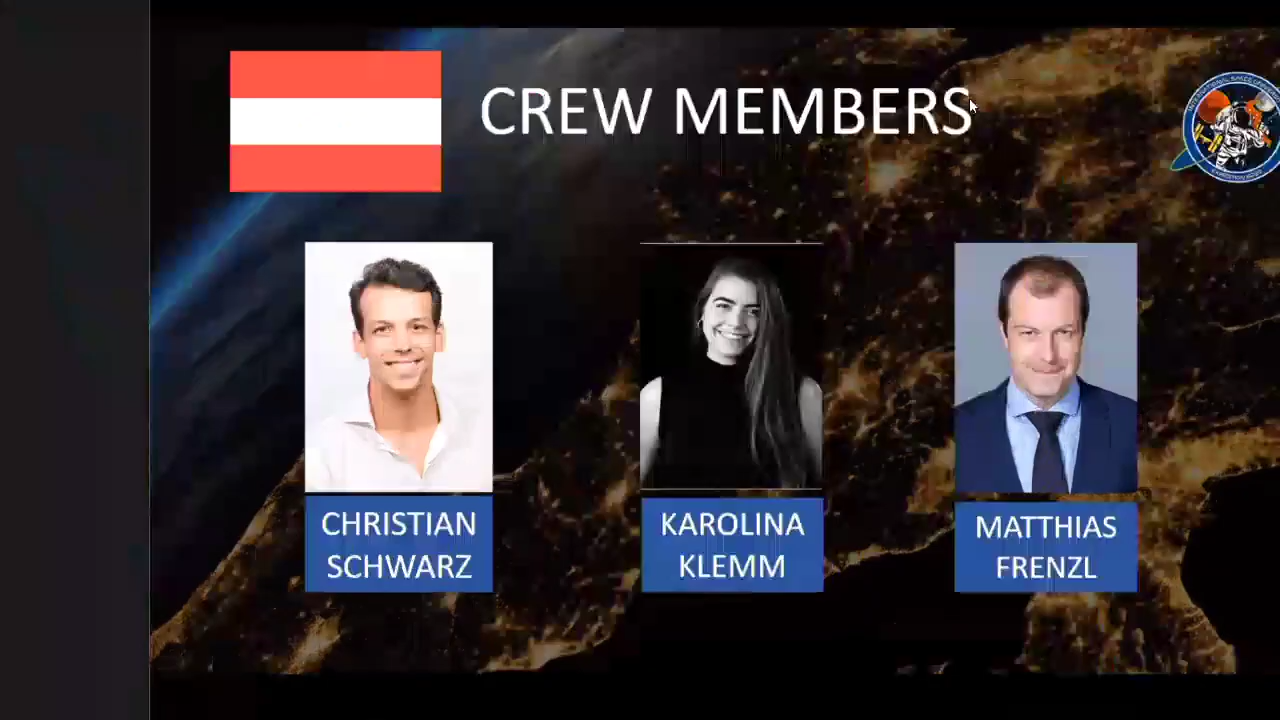 CREW MEMBERS
CHRISTIAN
SCHWARZ
KAROLINA
KLEMM
MATTHIAS
FRENZL